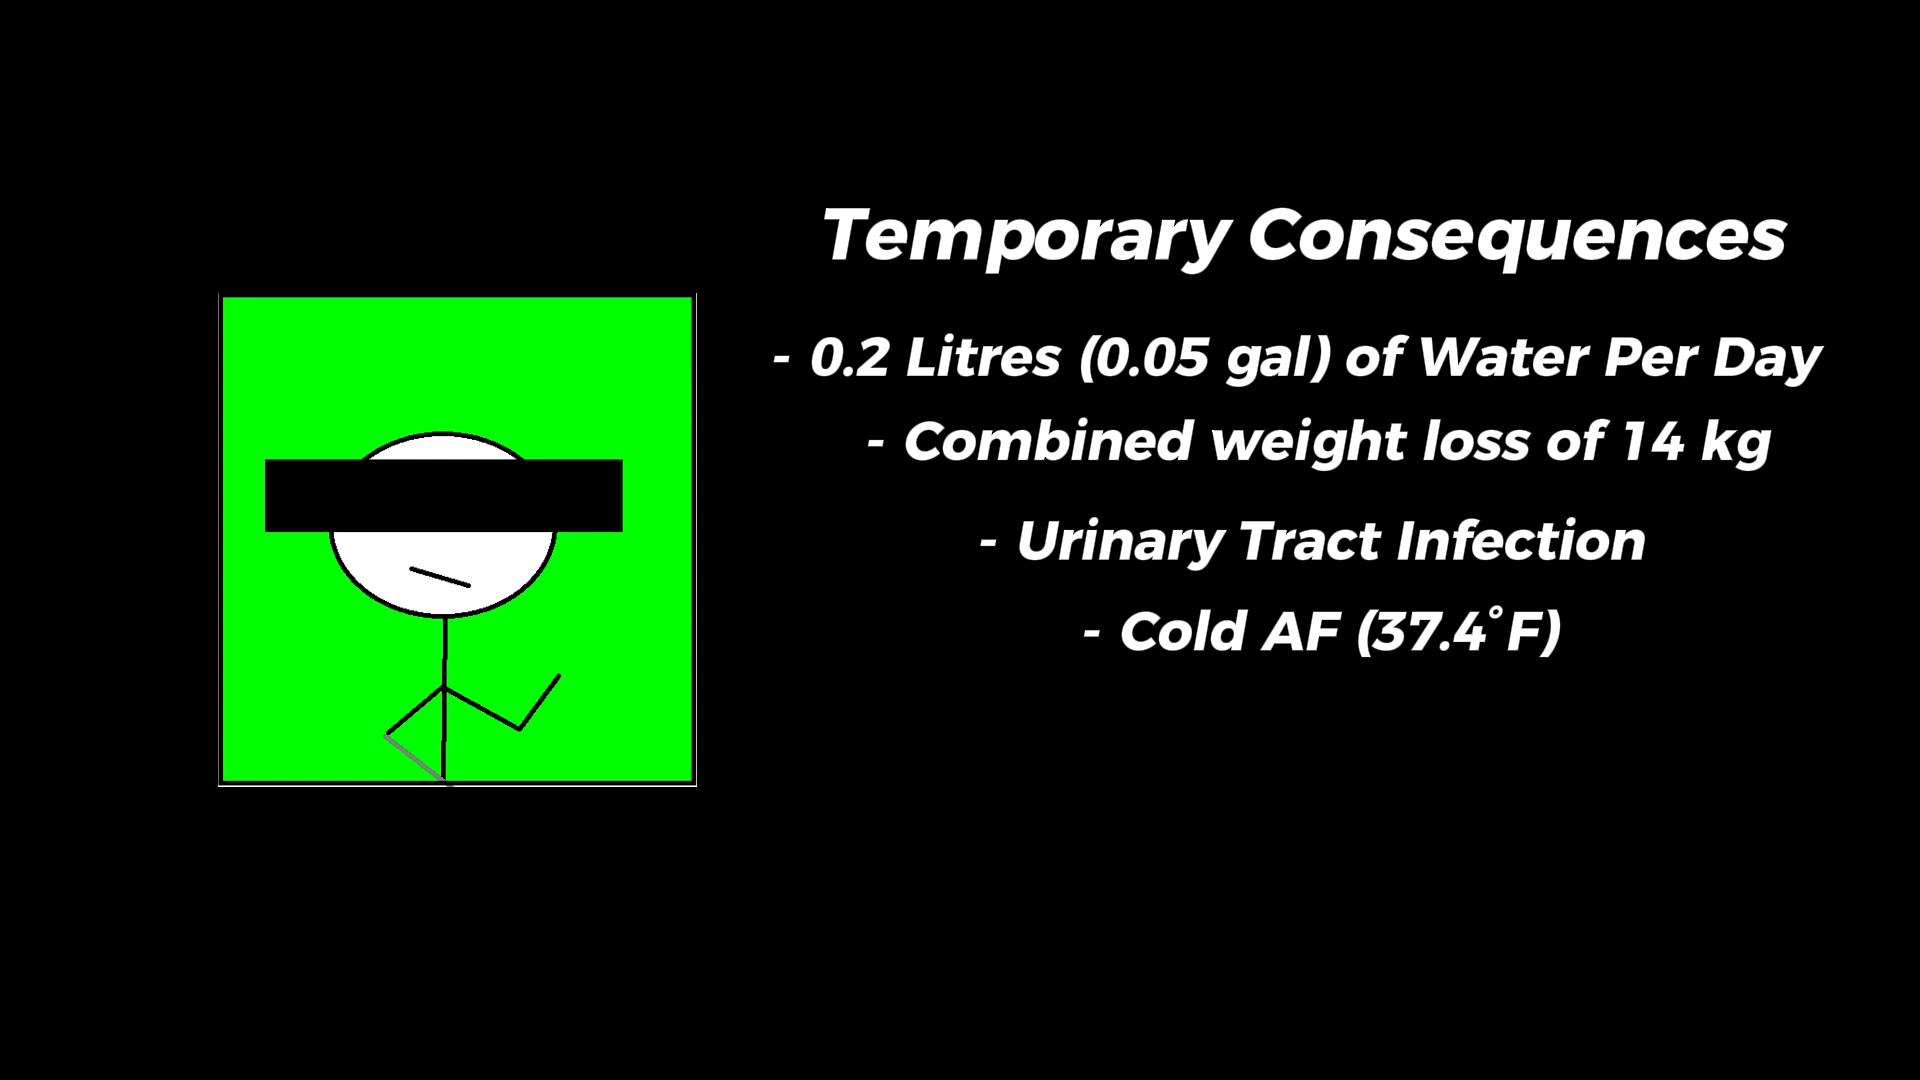 Temporary Consequences
- 0.2 Litres (0.05 gal) of Water Per Day
- Combined weight loss of 14 kg
- Urinary Tract Infection
- Cold AF (37.4°F)